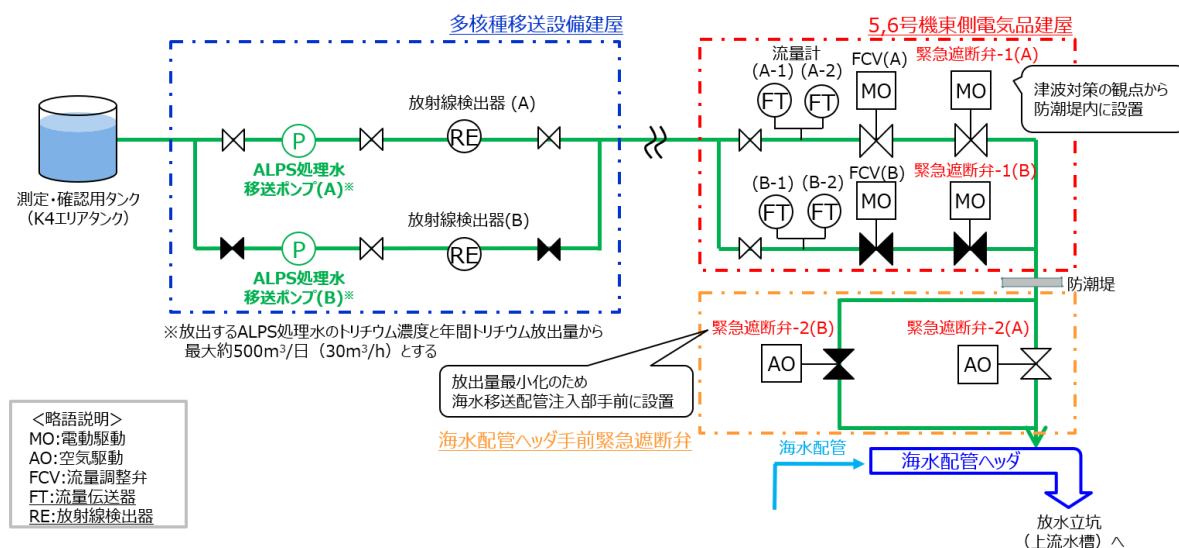 多核種移送設備建屋
5,6号機東側電気品建屋
流量計
(A-1) (A-2)
FCV(A)
緊急遮断弁-1(A)
FT
FT
MO
MO
津波対策の観点から
防潮堤内に設置
放射線検出器 (A)
P
RE
ALPS処理水
移送ポンプ(A)※
測定・確認用タンク
(K4エリアタンク)
(B-1) (B-2)
FCV(B)
緊急遮断弁-1(B)
FT
FT
MO
MO
放射線検出器(B)
P
RE
ALPS処理水
移送ポンプ(B)※
防潮堤
※放出するALPS処理水のトリチウム濃度と年間トリチウム放出量から
最大約500m³/日（30m³/h）とする
緊急遮断弁-2(B)
緊急遮断弁-2(A)
AO
AO
放出量最小化のため
海水移送配管注入部手前に設置
海水配管ヘッダ手前緊急遮断弁
<略語説明>
MO:電動駆動
AO:空気駆動
FCV:流量調整弁
FT:流量伝送器
RE:放射線検出器
海水配管
海水配管ヘッダ
放水立坑
（上流水槽）へ